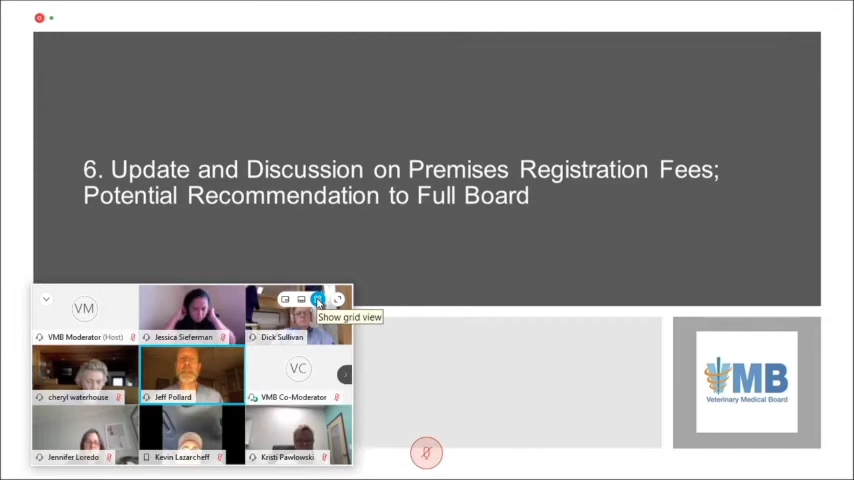 6. Update and Discussion on Premises Registration Fees;
Potential Recommendation to Full Board
VM
VMB Moderator (Host)
Jessica Sieferman
Dick Sullivan
Show grid view
cheryl waterhouse
Jeff Pollard
VC
VMB Co-Moderator
Jennifer Loredo
Kevin Lazarcheff
Kristi Pawlowski
VMB
Veterinary Medical Board